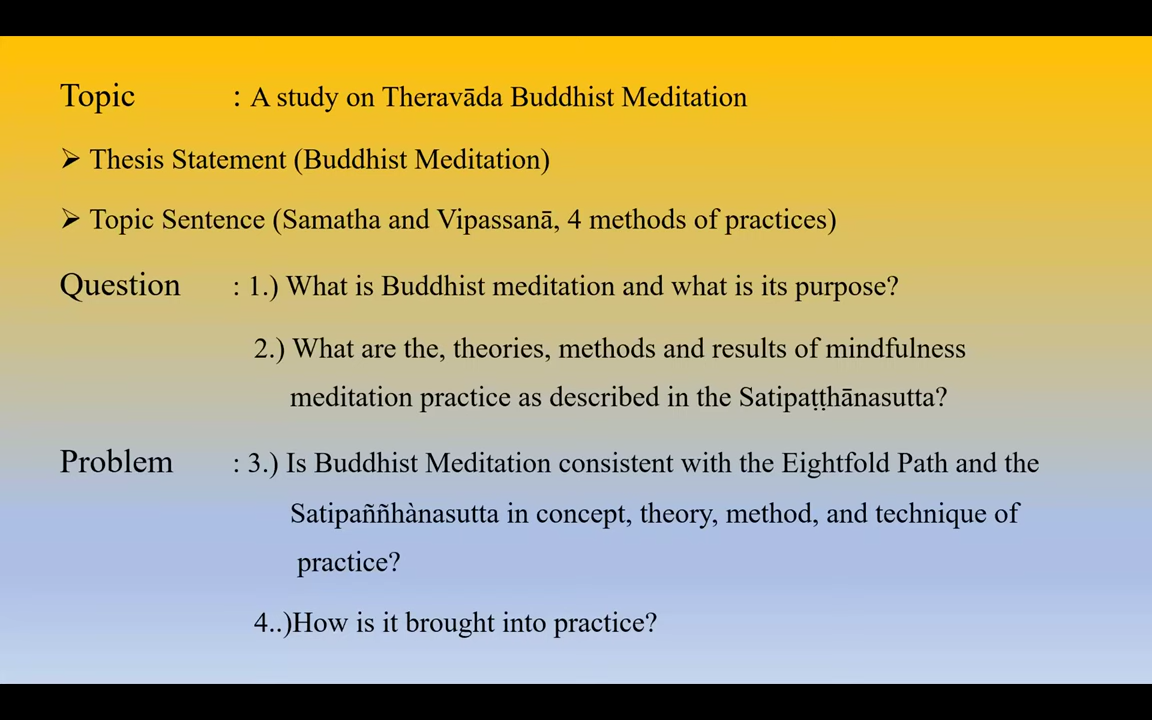 Topic : A study on Theravāda Buddhist Meditation
➢ Thesis Statement (Buddhist Meditation)
➢ Topic Sentence (Samatha and Vipassanā, 4 methods of practices)
Question : 1.) What is Buddhist meditation and what is its purpose?
2.) What are the, theories, methods and results of mindfulness
meditation practice as described in the Satipaṭṭhānasutta?
Problem : 3.) Is Buddhist Meditation consistent with the Eightfold Path and the
Satipaññhànasutta in concept, theory, method, and technique of
practice?
4..)How is it brought into practice?